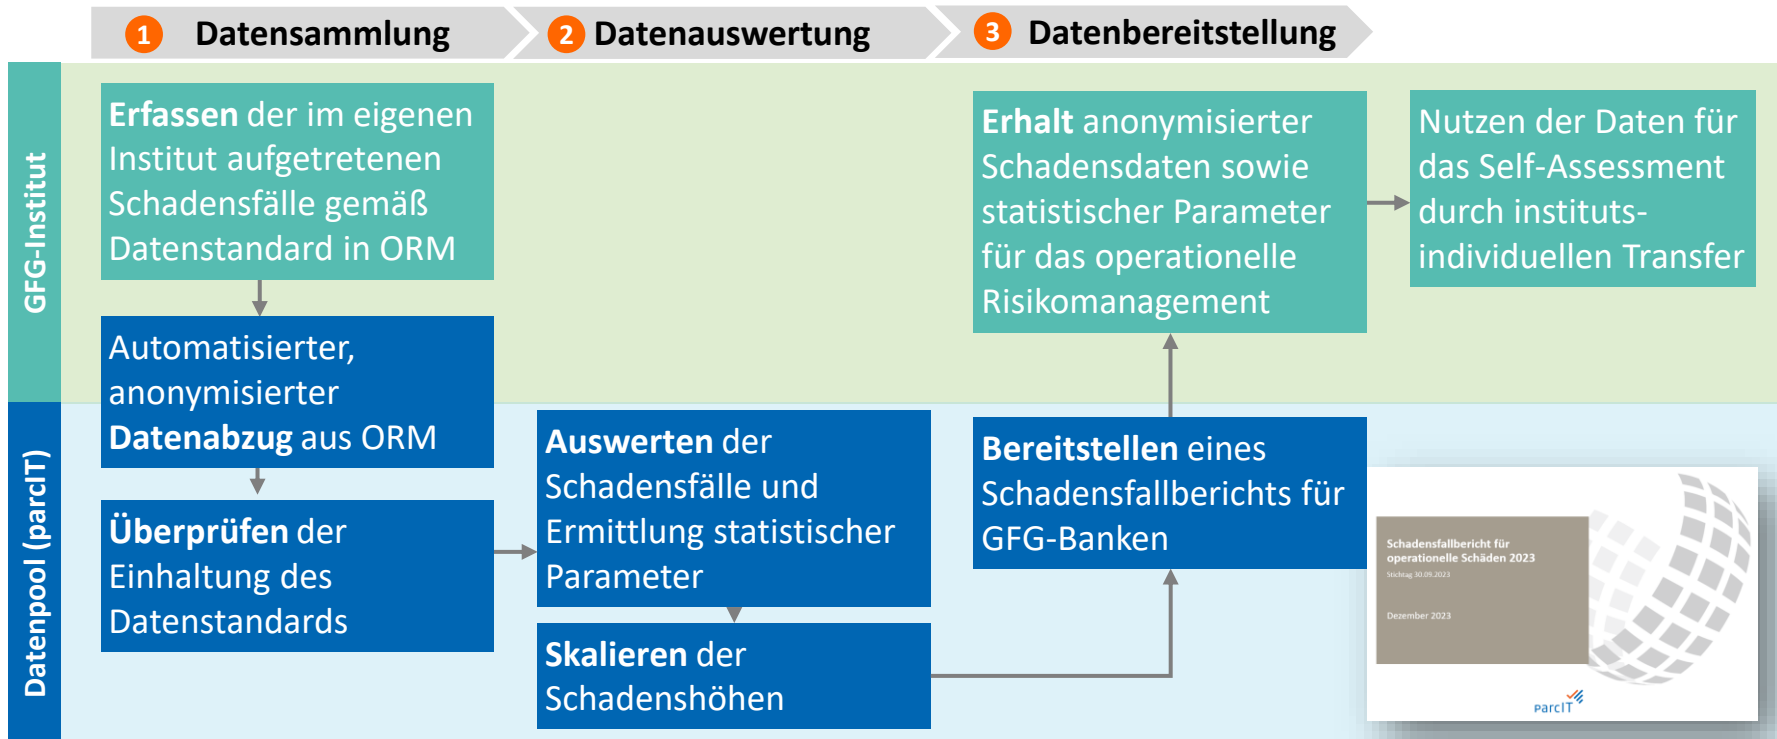 1 Datensammlung
2 Datenauswertung
3 Datenbereitstellung
GFG-Institut
Erfassen der im eigenen
Institut aufgetretenen
Schadensfälle gemäß
Datenstandard in ORM
Automatisierter,
anonymisierter
Datenabzug aus ORM
Erhalt anonymisierter
Schadensdaten sowie
statistischer Parameter
für das operationelle
Risikomanagement
Nutzen der Daten für
das Self-Assessment
durch instituts-
individuellen Transfer
Datenpool (parcIT)
Überprüfen der
Einhaltung des
Datenstandards
Auswerten der
Schadensfälle und
Ermittlung statistischer
Parameter
Skalieren der
Schadenshöhen
Bereitstellen eines
Schadensfallberichts für
GFG-Banken
Schadensfallbericht für
operationelle Schäden 2023
Stichtag 30.09.2023
Dezember 2023
parcIT